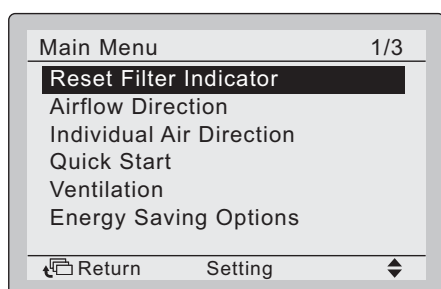 Main Menu 1/3
Reset Filter Indicator
Airflow Direction
Individual Air Direction
Quick Start
Ventilation
Energy Saving Options
Return Setting